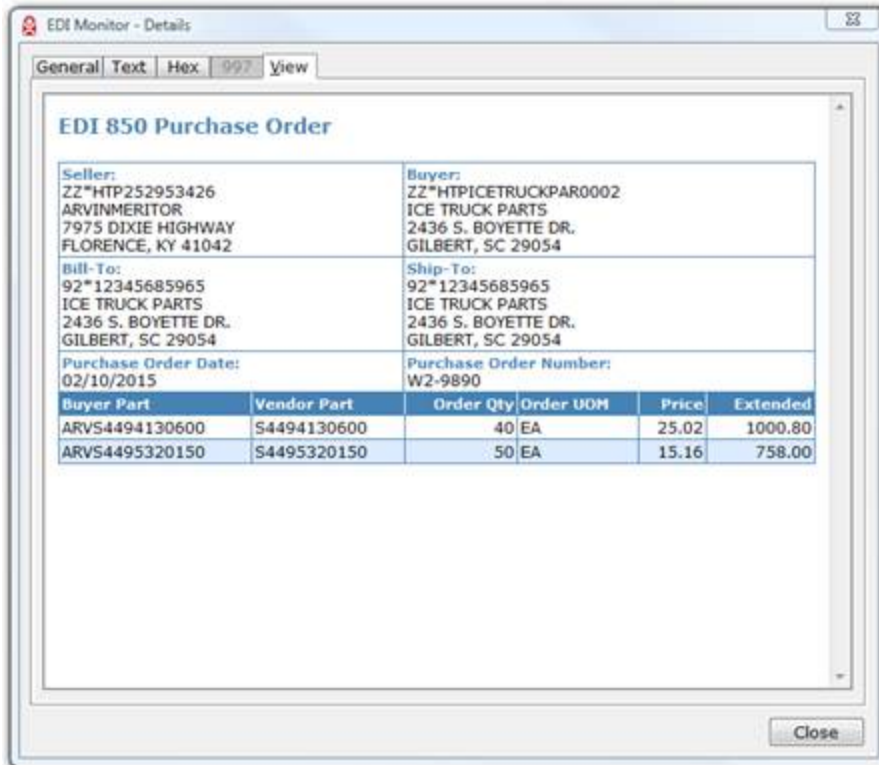 EDI Monitor - Details
General Text Hex 997 View
EDI 850 Purchase Order
Seller:
ZZ*HTP252953426
ARVINMERITOR
7975 DIXIE HIGHWAY
FLORENCE, KY 41042
Buyer:
ZZ*HTPICETRUCKPAR0002
ICE TRUCK PARTS
2436 S. BOYETTE DR.
GILBERT, SC 29054
Bill-To:
92*12345685965
ICE TRUCK PARTS
2436 S. BOYETTE DR.
GILBERT, SC 29054
Ship-To:
92*12345685965
ICE TRUCK PARTS
2436 S. BOYETTE DR.
GILBERT, SC 29054
Purchase Order Date:
02/10/2015
Purchase Order Number:
W2-9890
Buyer Part Vendor Part Order Qty Order UOM Price Extended
ARVS4494130600 S4494130600 40 EA 25.02 1000.80
ARVS4495320150 S4495320150 50 EA 15.16 758.00
Close